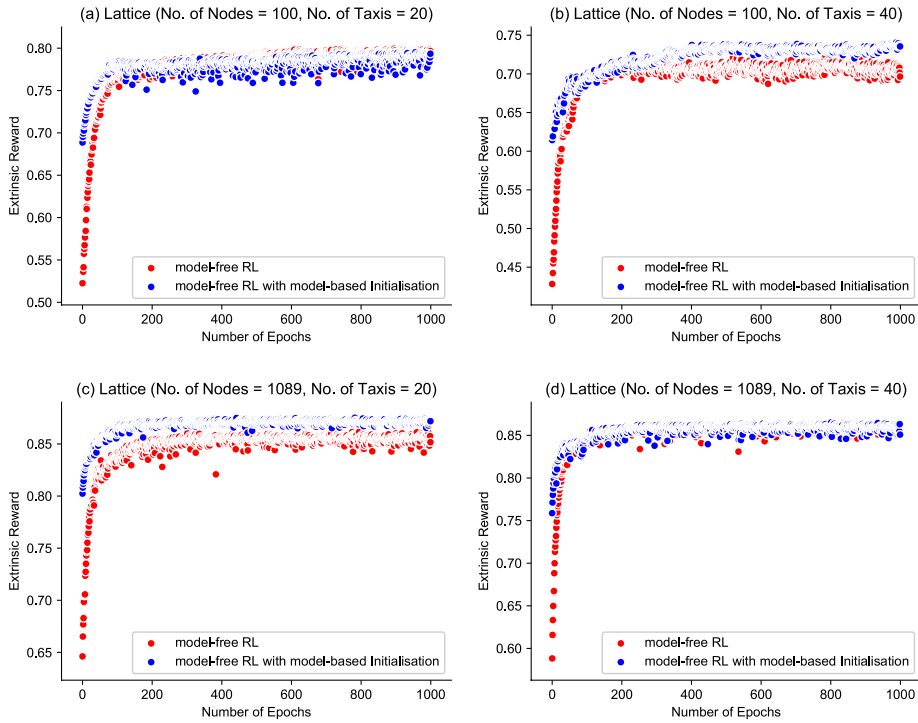 (a) Lattice (No. of Nodes = 100, No. of Taxis = 20)
0.80
0.75
0.70
0.65
0.60
0.55
0.50
Extrinsic Reward
model-free RL
model-free RL with model-based Initialisation
0 200 400 600 800 1000
Number of Epochs
(b) Lattice (No. of Nodes = 100, No. of Taxis = 40)
0.75
0.70
0.65
0.60
0.55
0.50
0.45
Extrinsic Reward
model-free RL
model-free RL with model-based Initialisation
0 200 400 600 800 1000
Number of Epochs
(c) Lattice (No. of Nodes = 1089, No. of Taxis = 20)
0.85
0.80
0.75
0.70
0.65
Extrinsic Reward
model-free RL
model-free RL with model-based Initialisation
0 200 400 600 800 1000
Number of Epochs
(d) Lattice (No. of Nodes = 1089, No. of Taxis = 40)
0.85
0.80
0.75
0.70
0.65
0.60
Extrinsic Reward
model-free RL
model-free RL with model-based Initialisation
0 200 400 600 800 1000
Number of Epochs